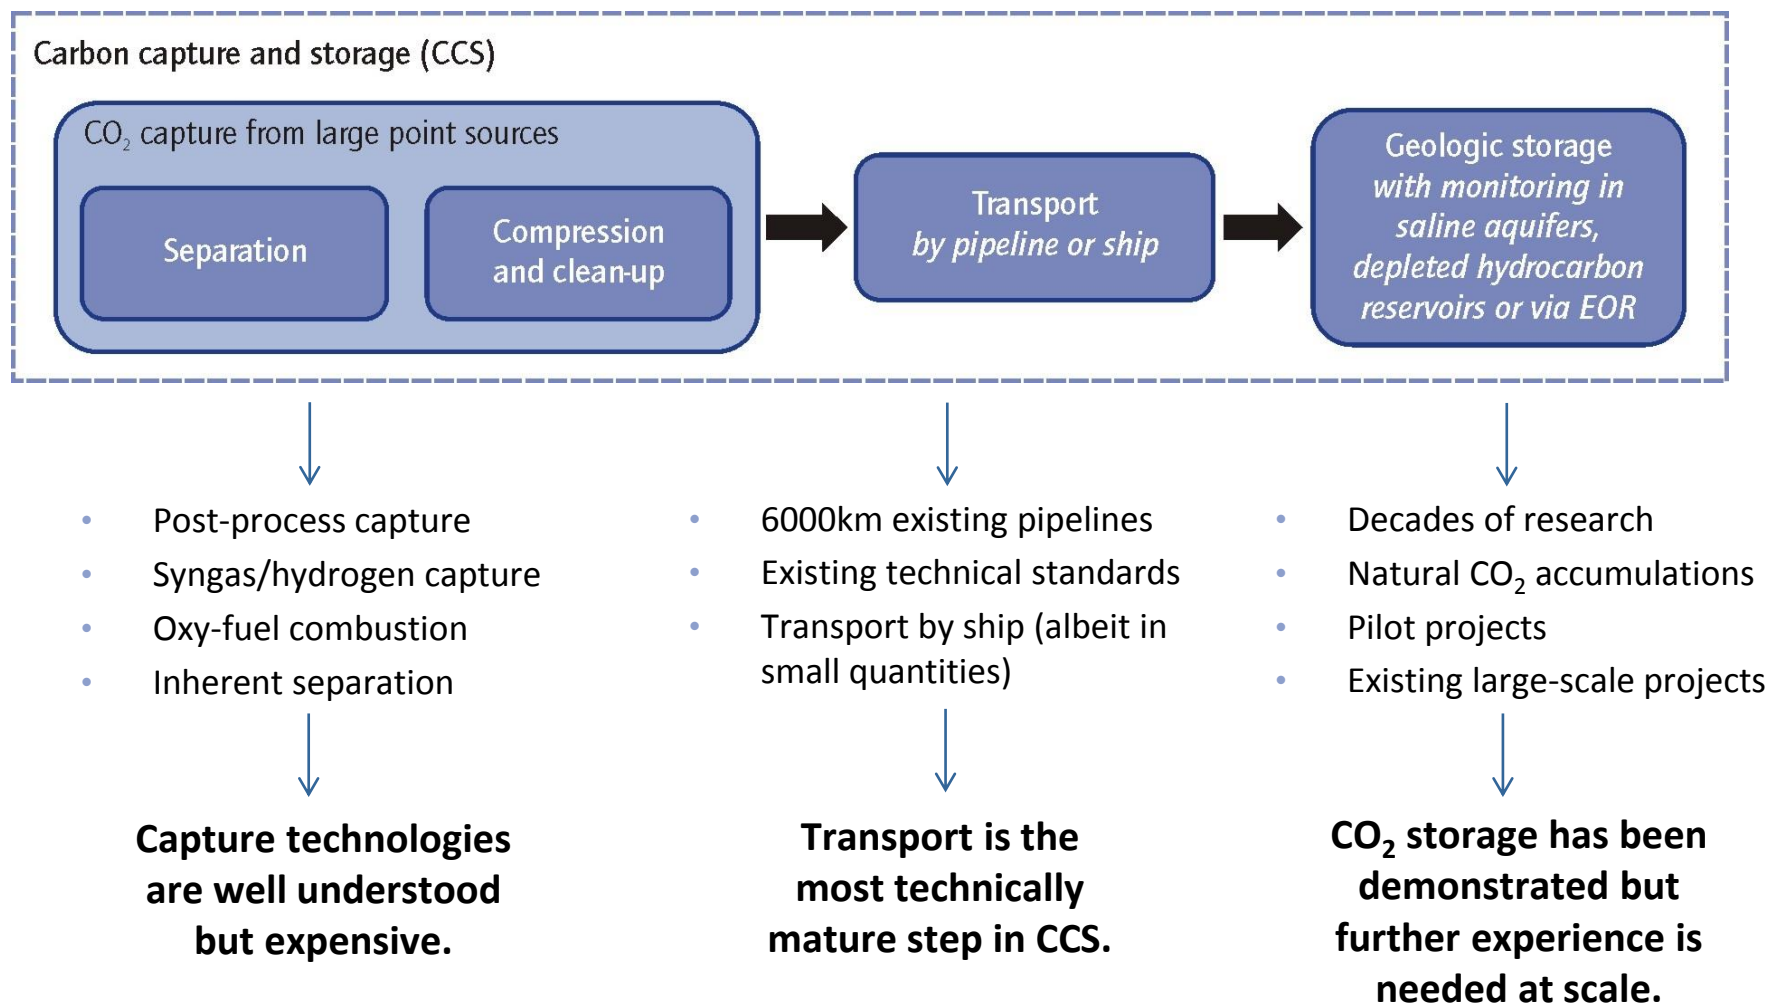 Carbon capture and storage (CCS)
CO₂ capture from large point sources
Separation
Compression
and clean-up
Transport
by pipeline or ship
Geologic storage
with monitoring in
saline aquifers,
depleted hydrocarbon
reservoirs or via EOR
• Post-process capture
• Syngas/hydrogen capture
• Oxy-fuel combustion
• Inherent separation
• 6000km existing pipelines
• Existing technical standards
• Transport by ship (albeit in
small quantities)
• Decades of research
• Natural CO₂ accumulations
• Pilot projects
• Existing large-scale projects
Capture technologies
are well understood
but expensive.
Transport is the
most technically
mature step in CCS.
CO₂ storage has been
demonstrated but
further experience is
needed at scale.